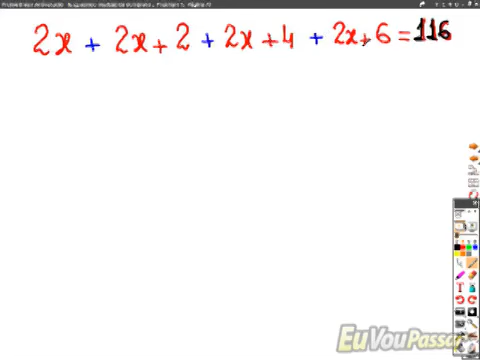 2x + 2x + 2 + 2x + 4 + 2x + 6 = 116
EuVouPassar